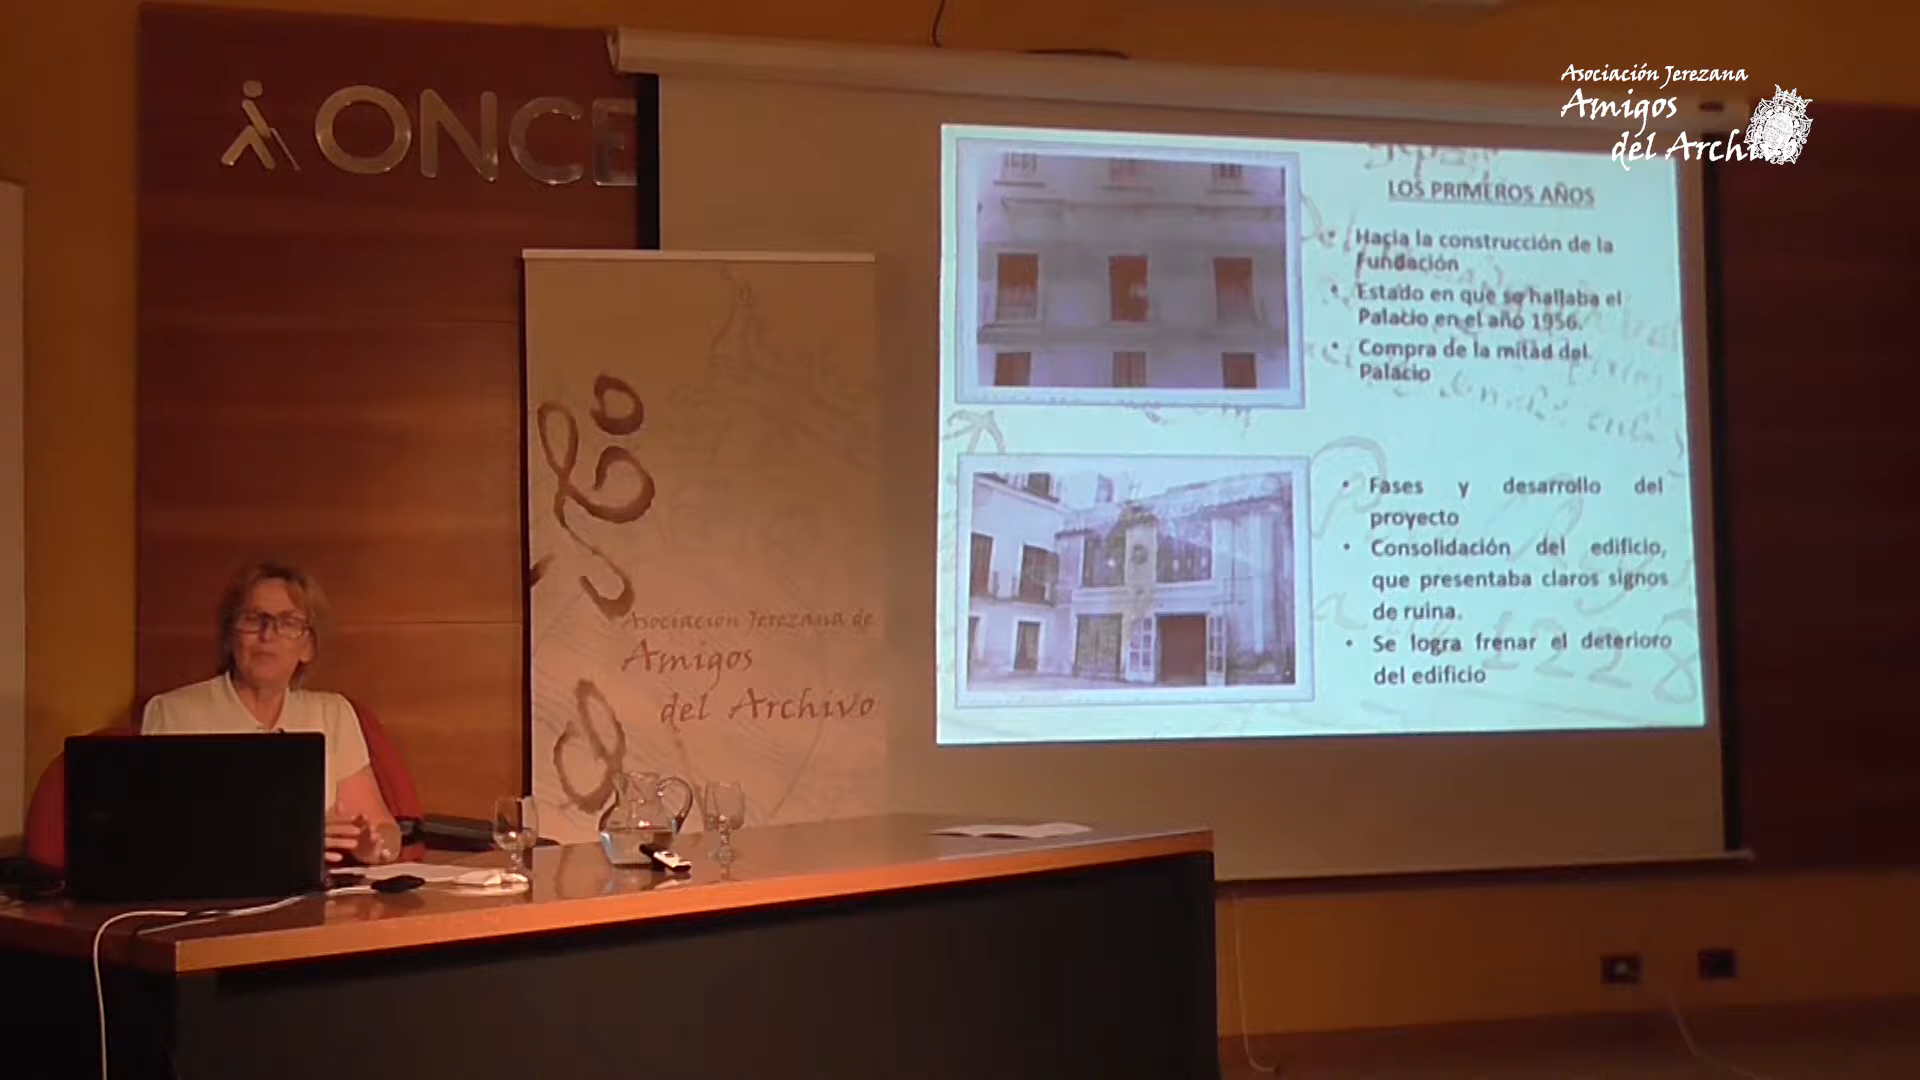 ONCE
Asociación Jerezana
Amigos
del Archivo
Asociación Jerezana de
Amigos
del Archivo
LOS PRIMEROS AÑOS
• Hacia la construcción de la
Fundación
• Estado en que se hallaba el
Palacio en el año 1956.
• Compra de la mitad del
Palacio
• Fases y desarrollo del
proyecto
• Consolidación del edificio,
que presentaba claros signos
de ruina.
• Se logra frenar el deterioro
del edificio
1228